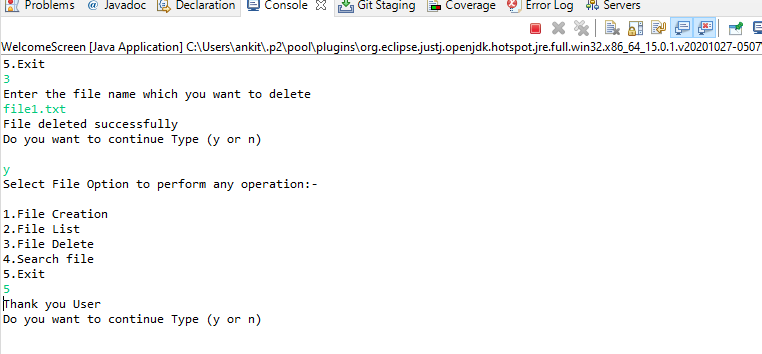 Problems @ Javadoc Declaration Console Git Staging Coverage Error Log Servers
WelcomeScreen [Java Application] C:\Users\ankit\.p2\pool\plugins\org.eclipse.justj.openjdk.hotspot.jre.full.win32.x86_64_15.0.1.v20201027-0507
5.Exit
3
Enter the file name which you want to delete
file1.txt
File deleted successfully
Do you want to continue Type (y or n)
y
Select File Option to perform any operation:-
1.File Creation
2.File List
3.File Delete
4.Search file
5.Exit
5
Thank you User
Do you want to continue Type (y or n)